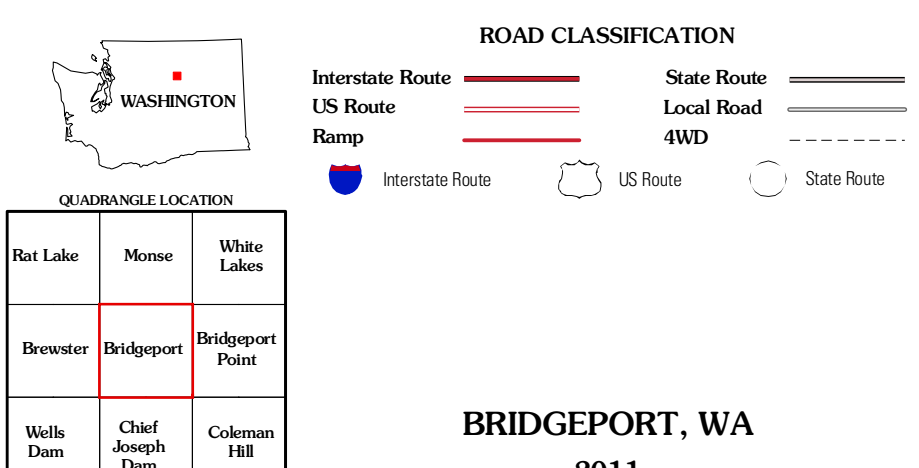 WASHINGTON
QUADRANGLE LOCATION
ROAD CLASSIFICATION
Interstate Route
State Route
US Route
Local Road
Ramp
4WD
Interstate Route
US Route
State Route
Rat Lake
Monse
White
Lakes
Brewster
Bridgeport
Bridgeport
Point
Wells
Dam
Chief
Joseph
Dam
Coleman
Hill
BRIDGEPORT, WA
2011